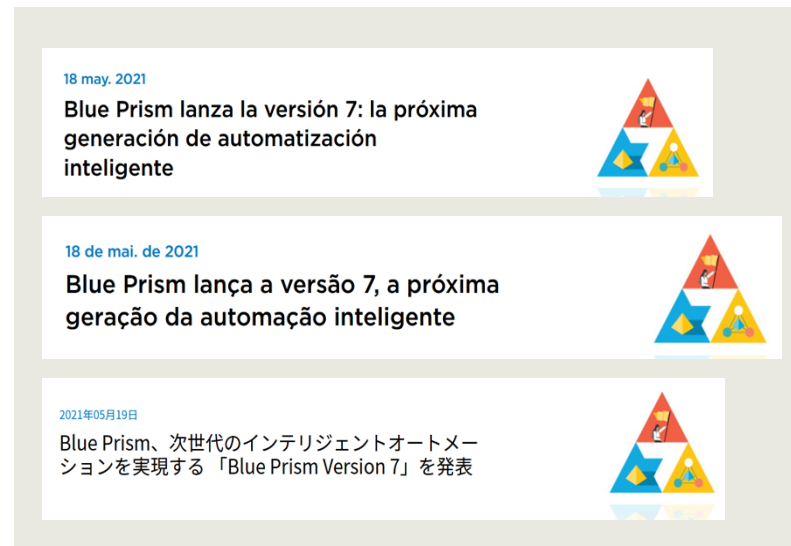 18 may. 2021
Blue Prism lanza la versión 7: la próxima
generación de automatización
inteligente
18 de mai. de 2021
Blue Prism lança a versão 7, a próxima
geração da automação inteligente
2021年05月19日
Blue Prism、次世代のインテリジェントオートメー
ションを実現する 「Blue Prism Version 7」を発表